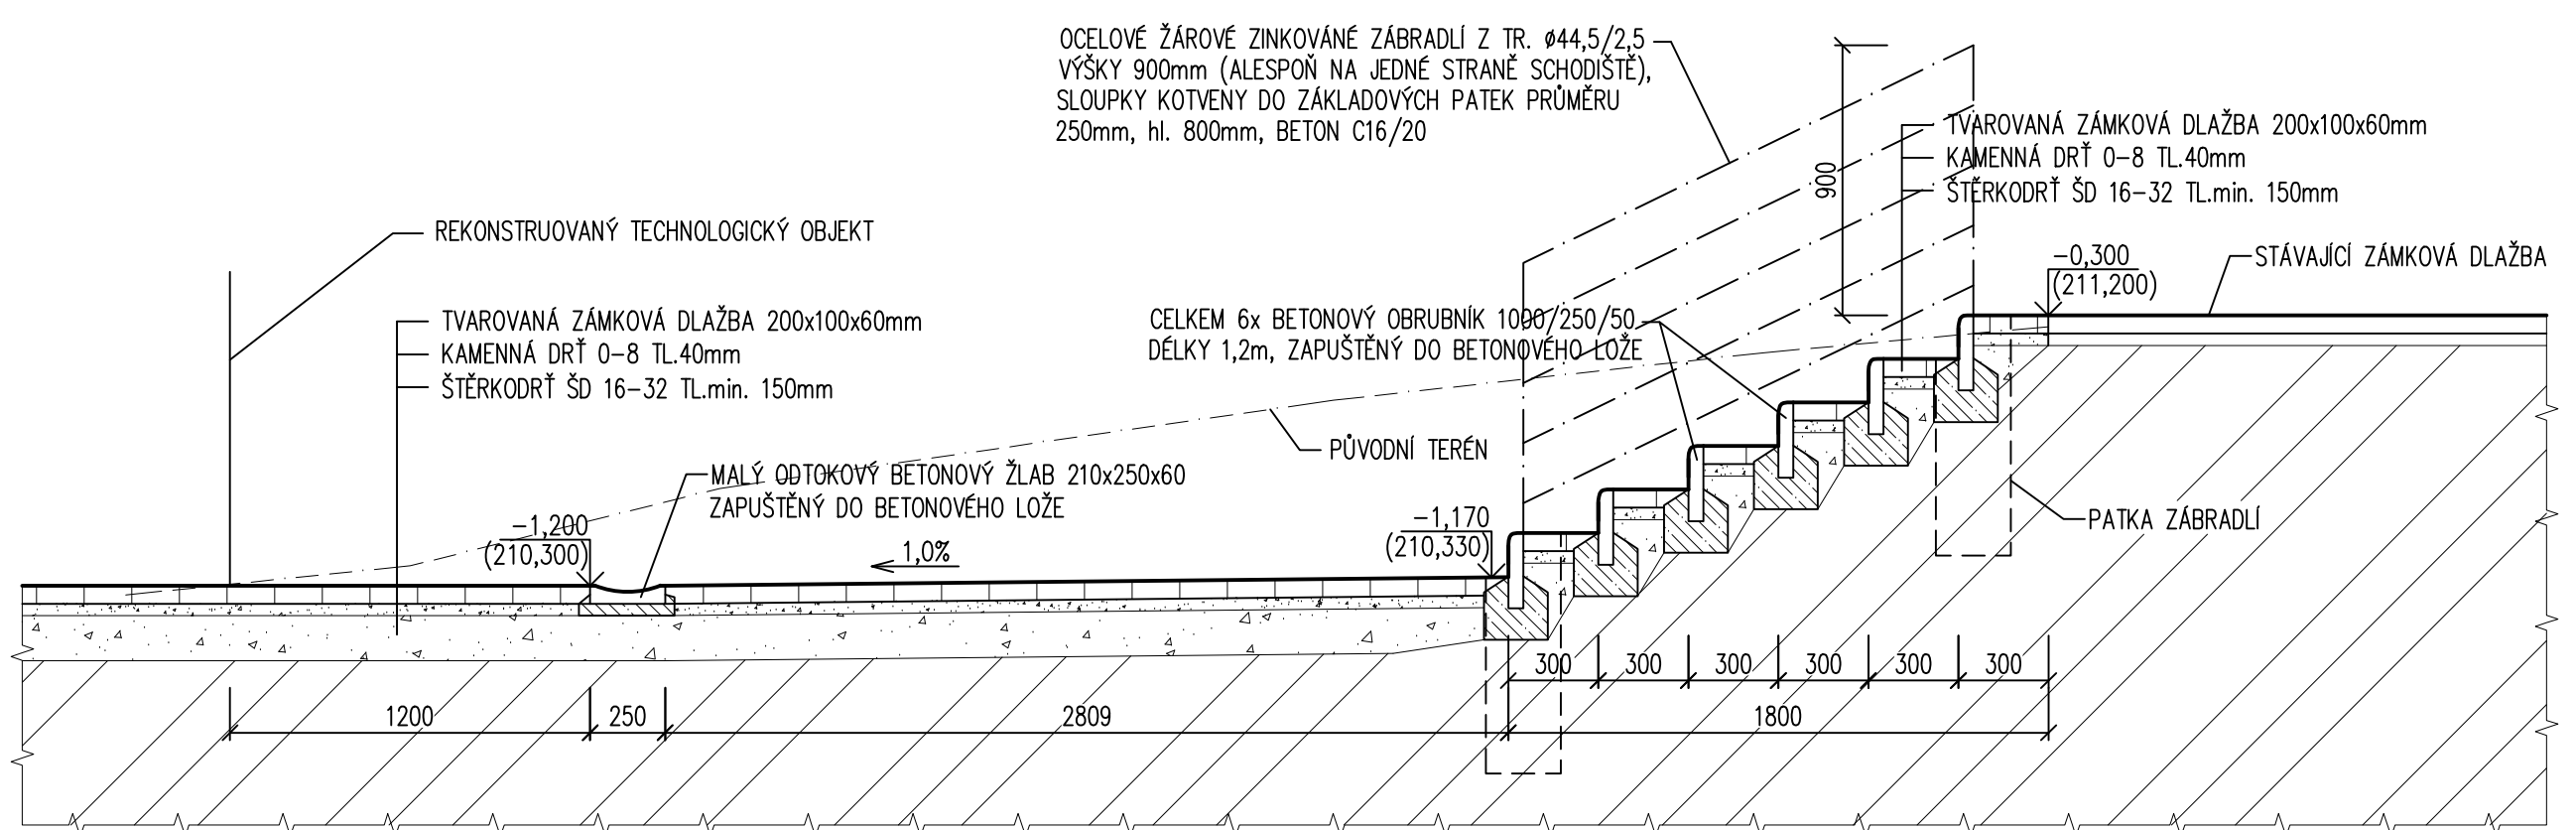 OCELOVÉ ŽÁROVÉ ZINKOVÁNÉ ZÁBRADLÍ Z TR. ø44,5/2,5
VÝŠKY 900mm (ALESPOŇ NA JEDNÉ STRANĚ SCHODIŠTĚ),
SLOUPKY KOTVENY DO ZÁKLADOVÝCH PATEK PRŮMĚRU
250mm, hl. 800mm, BETON C16/20
900
TVAROVANÁ ZÁMKOVÁ DLAŽBA 200x100x60mm
KAMENNÁ DRŤ 0-8 TL.40mm
ŠTĚRKODRŤ ŠD 16-32 TL.min. 150mm
REKONSTRUOVANÝ TECHNOLOGICKÝ OBJEKT
-0,300
(211,200)
STÁVAJÍCÍ ZÁMKOVÁ DLAŽBA
TVAROVANÁ ZÁMKOVÁ DLAŽBA 200x100x60mm
KAMENNÁ DRŤ 0-8 TL.40mm
ŠTĚRKODRŤ ŠD 16-32 TL.min. 150mm
CELKEM 6x BETONOVÝ OBRUBNÍK 1000/250/50
DÉLKY 1,2m, ZAPUŠTĚNÝ DO BETONOVÉHO LOŽE
PŮVODNÍ TERÉN
MALÝ ODTOKOVÝ BETONOVÝ ŽLAB 210x250x60
ZAPUŠTĚNÝ DO BETONOVÉHO LOŽE
-1,200
(210,300)
1,0%
-1,170
(210,330)
PATKA ZÁBRADLÍ
300 300 300 300 300 300
1200 250 2809 1800